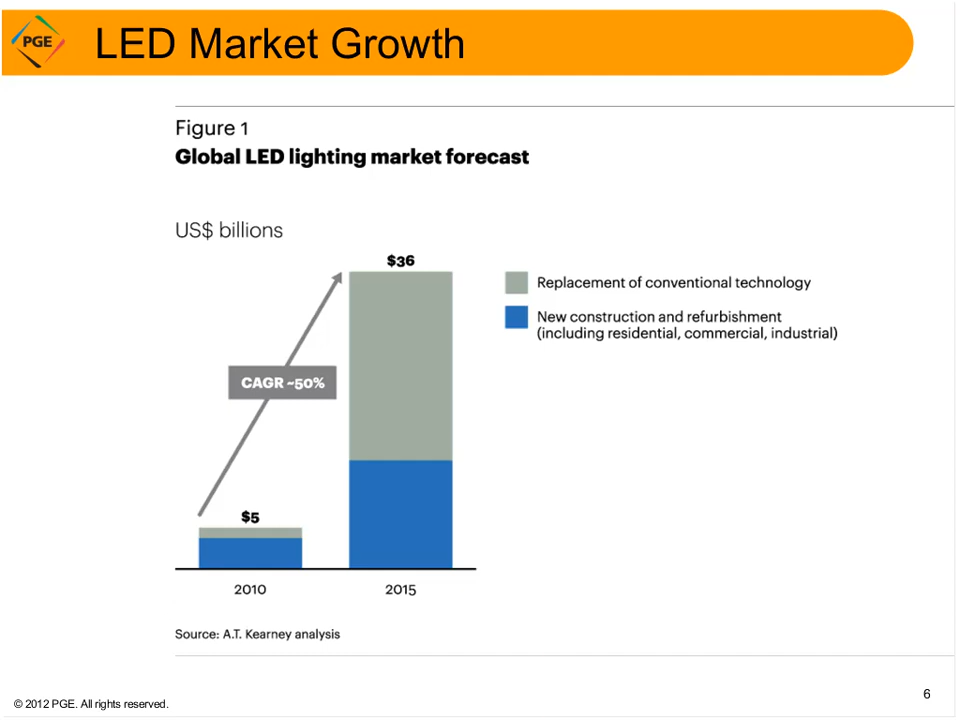 PGE
LED Market Growth
Figure 1
Global LED lighting market forecast
US$ billions
$36
Replacement of conventional technology
New construction and refurbishment
(including residential, commercial, industrial)
CAGR ~50%
$5
2010
2015
Source: A.T. Kearney analysis
© 2012 PGE. All rights reserved.
6